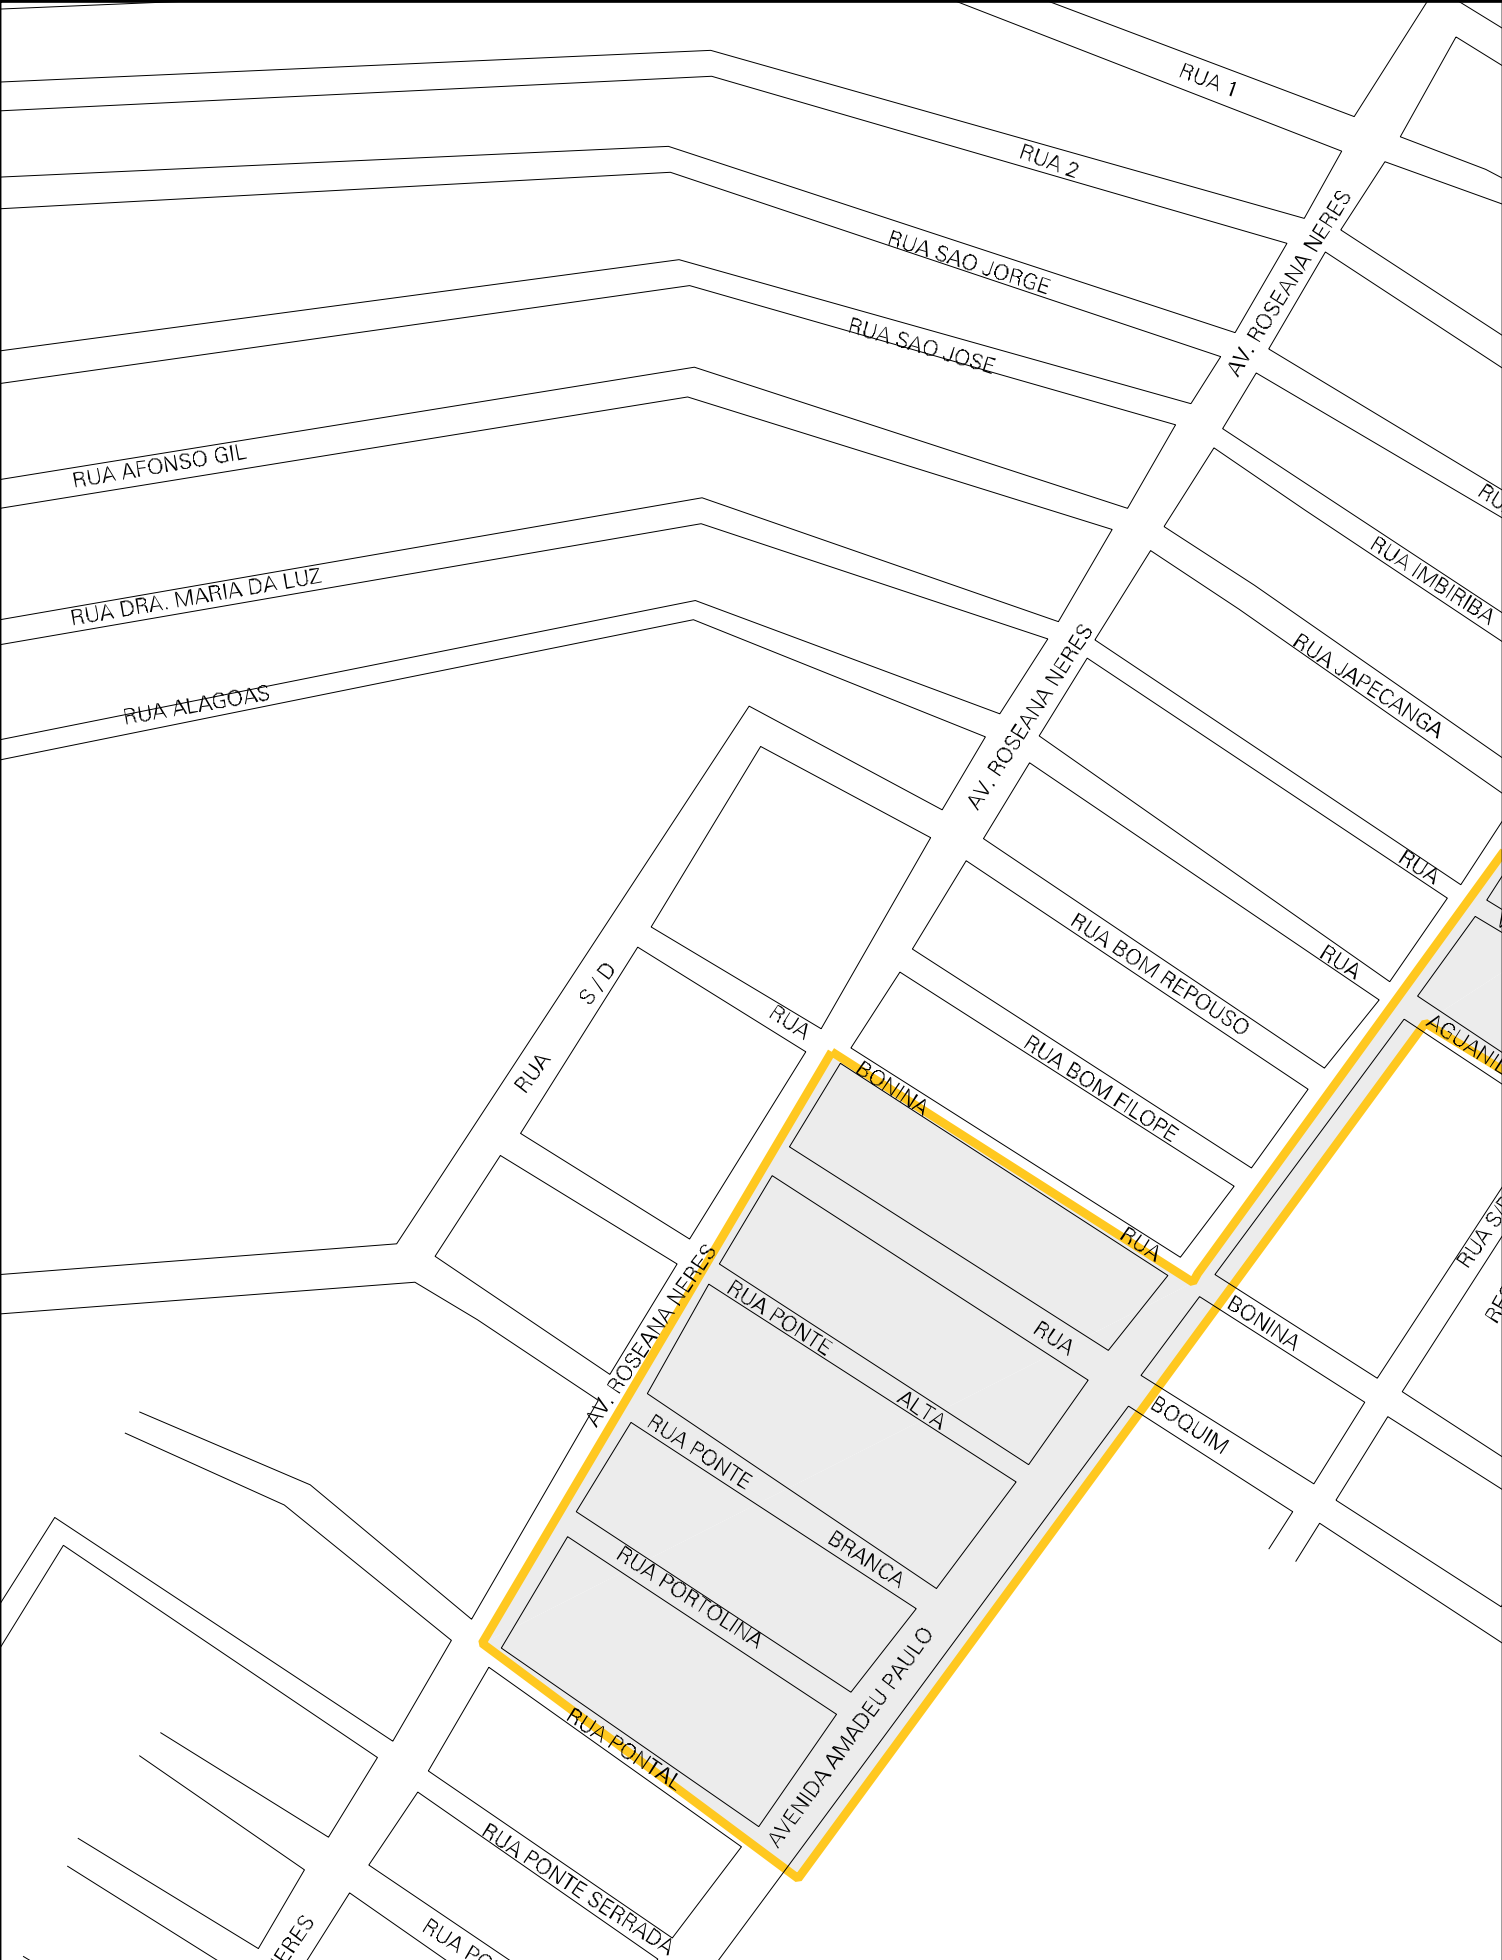 RUA 1
RUA 2
RUA SAO JORGE
AV. ROSEANA NERES
RUA SAO JOSE
RUA AFONSO GIL
RUA IMBIRIBA
RUA DRA. MARIA DA LUZ
RUA JAPECANGA
RUA ALAGOAS
AV. ROSEANA NERES
RUA
RUA
RUA BOM REPOUSO
RUA S/D
RUA
RUA BOM FILOPE
BONINA
RUA
RUA S/D
BONINA
RUA
RUA PONTE ALTA
AV. ROSEANA NERES
BOQUIM
RUA PONTE BRANCA
RUA PORTOLINA
AVENIDA AMADEU PAULO
RUA PONTAL
RUA PONTE SERRADA
RUA